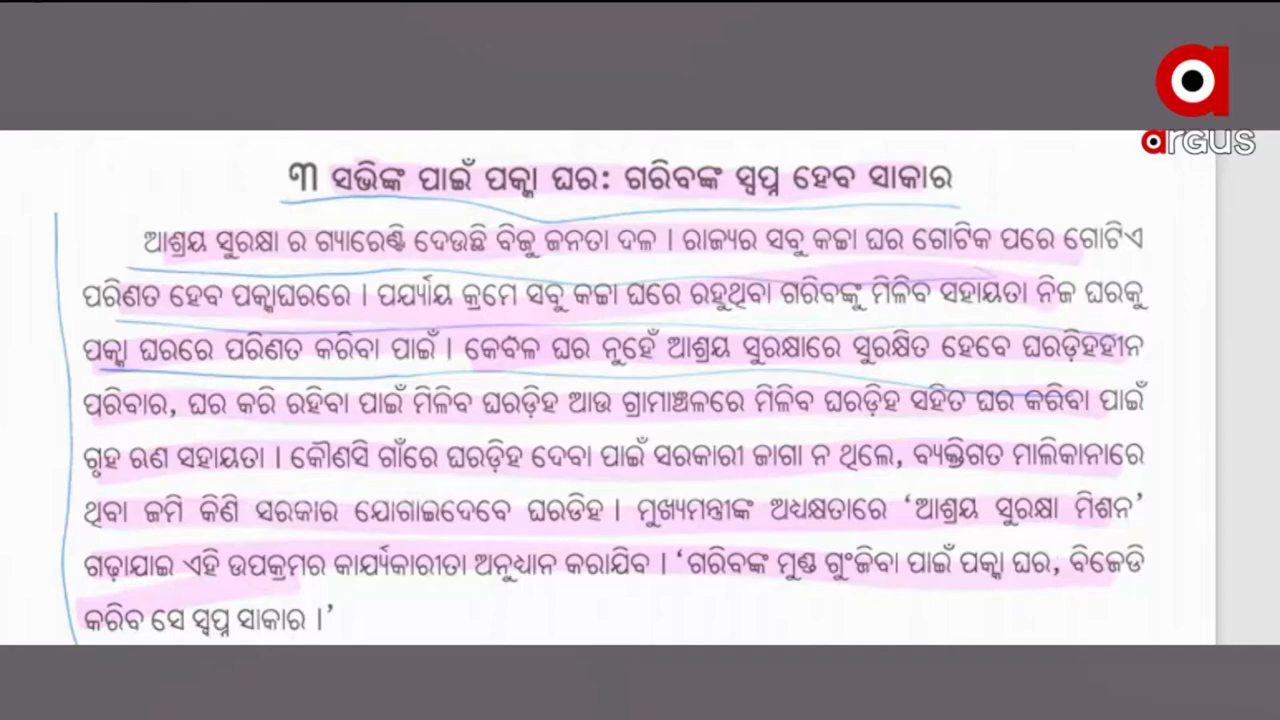 a
argus
୩ ସଭିଙ୍କ ପାଇଁ ପକ୍କା ଘର: ଗରିବଙ୍କ ସ୍ୱପ୍ନ ହେବ ସାକାର
ଆଶ୍ରୟ ସୁରକ୍ଷା ର ଗ୍ୟାରେଣ୍ଟି ଦେଉଛି ବିଜୁ ଜନତା ଦଳ । ରାଜ୍ୟର ସବୁ କଚ୍ଚା ଘର ଗୋଟିକ ପରେ ଗୋଟିଏ
ପରିଣତ ହେବ ପକ୍କାଘରରେ । ପର୍ଯ୍ୟାୟ କ୍ରମେ ସବୁ କଚ୍ଚା ଘରେ ରହୁଥିବା ଗରିବଙ୍କୁ ମିଳିବ ସହାୟତା ନିଜ ଘରକୁ
ପକ୍କା ଘରରେ ପରିଣତ କରିବା ପାଇଁ । କେବଳ ଘର ନୁହେଁ ଆଶ୍ରୟ ସୁରକ୍ଷାରେ ସୁରକ୍ଷିତ ହେବେ ଘରଡ଼ିହହୀନ
ପରିବାର, ଘର କରି ରହିବା ପାଇଁ ମିଳିବ ଘରଡ଼ିହ ଆଉ ଗ୍ରାମାଞ୍ଚଳରେ ମିଳିବ ଘରଡ଼ିହ ସହିତ ଘର କରିବା ପାଇଁ
ଗୃହ ଋଣ ସହାୟତା । କୌଣସି ଗାଁରେ ଘରଡ଼ିହ ଦେବା ପାଇଁ ସରକାରୀ ଜାଗା ନ ଥିଲେ, ବ୍ୟକ୍ତିଗତ ମାଲିକାନାରେ
ଥିବା ଜମି କିଣି ସରକାର ଯୋଗାଇଦେବେ ଘରଡିହ । ମୁଖ୍ୟମନ୍ତ୍ରୀଙ୍କ ଅଧ୍ୟକ୍ଷତାରେ ‘ଆଶ୍ରୟ ସୁରକ୍ଷା ମିଶନ’
ଗଢ଼ାଯାଇ ଏହି ଉପକ୍ରମର କାର୍ଯ୍ୟକାରୀତା ଅନୁଧ୍ୟାନ କରାଯିବ । ‘ଗରିବଙ୍କ ମୁଣ୍ଡ ଗୁଂଜିବା ପାଇଁ ପକ୍କା ଘର, ବିଜେଡି
କରିବ ସେ ସ୍ୱପ୍ନ ସାକାର ।’